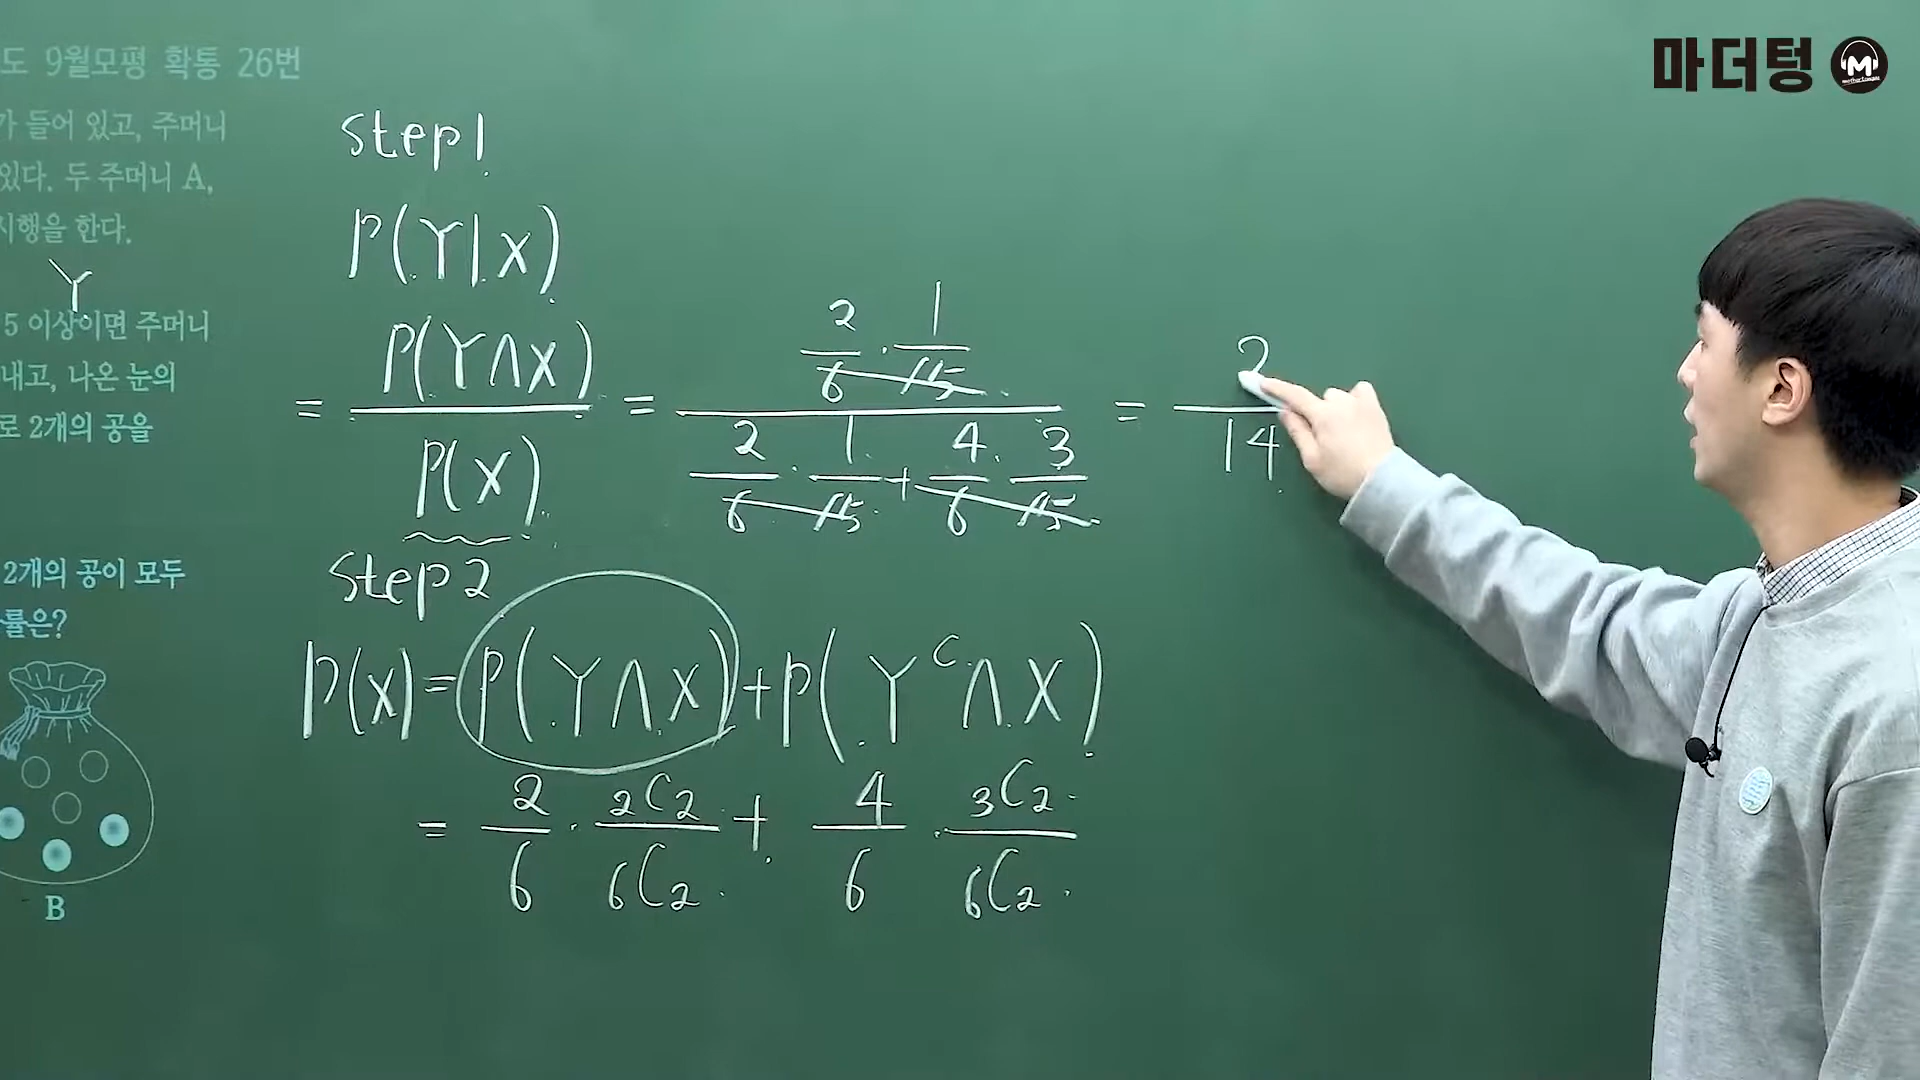 도 9월모평 확통 26번
가 들어 있고, 주머니
있다. 두 주머니 A,
시행을 한다.
Y
5 이상이면 주머니
내고, 나온 눈의
로 2개의 공을
2개의 공이 모두
률은?
B
step1
P(Y|X)
= P(Y∩X) / P(X) = (2/6 · 1/15) / (2/6 · 1/15 + 4/6 · 3/15) = 2/14
step2
P(X) = P(Y∩X) + P(Y^C∩X)
= 2/6 · ₂C₂/₆C₂ + 4/6 · ₃C₂/₆C₂
마더텅 M